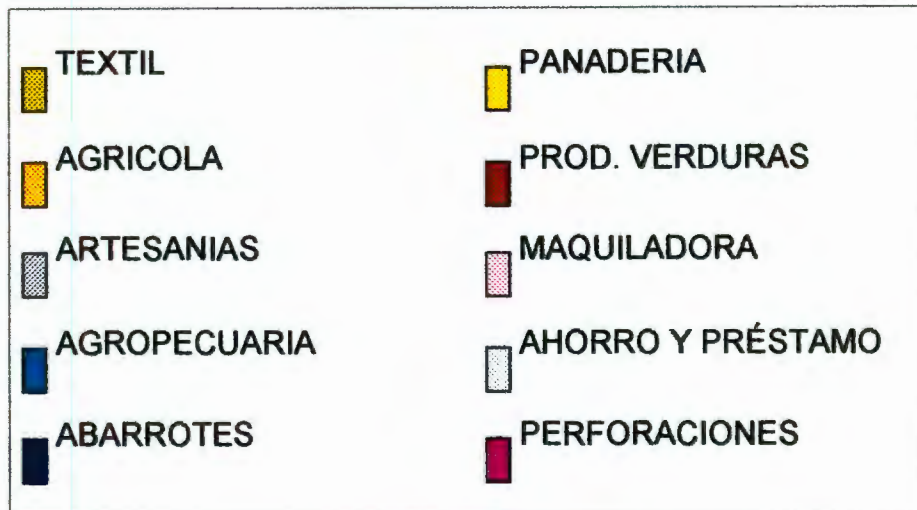 TEXTIL
AGRICOLA
ARTESANIAS
AGROPECUARIA
ABARROTES
PANADERIA
PROD. VERDURAS
MAQUILADORA
AHORRO Y PRÉSTAMO
PERFORACIONES